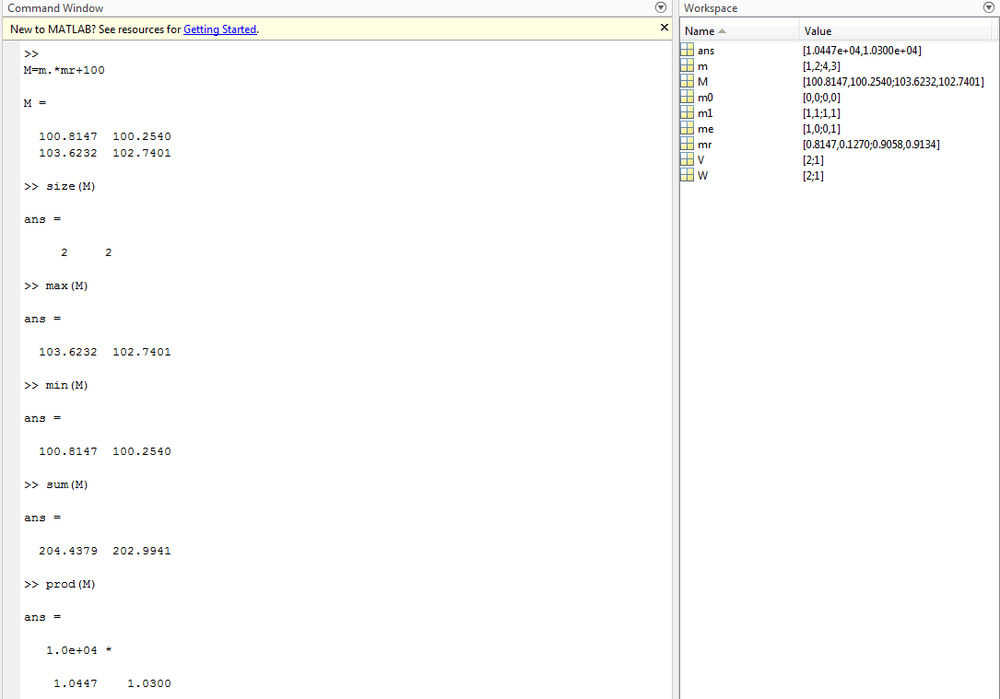 Command Window
New to MATLAB? See resources for Getting Started.
>>
M=m.*mr+100
M =
100.8147 100.2540
103.6232 102.7401
>> size(M)
ans =
2 2
>> max(M)
ans =
103.6232 102.7401
>> min(M)
ans =
100.8147 100.2540
>> sum(M)
ans =
204.4379 202.9941
>> prod(M)
ans =
1.0e+04 *
1.0447 1.0300
Workspace
Name Value
ans [1.0447e+04,1.0300e+04]
m [1,2;4,3]
M [100.8147,100.2540;103.6232,102.7401]
m0 [0,0;0,0]
m1 [1,1;1,1]
me [1,0;0,1]
mr [0.8147,0.1270;0.9058,0.9134]
V [2;1]
W [2;1]